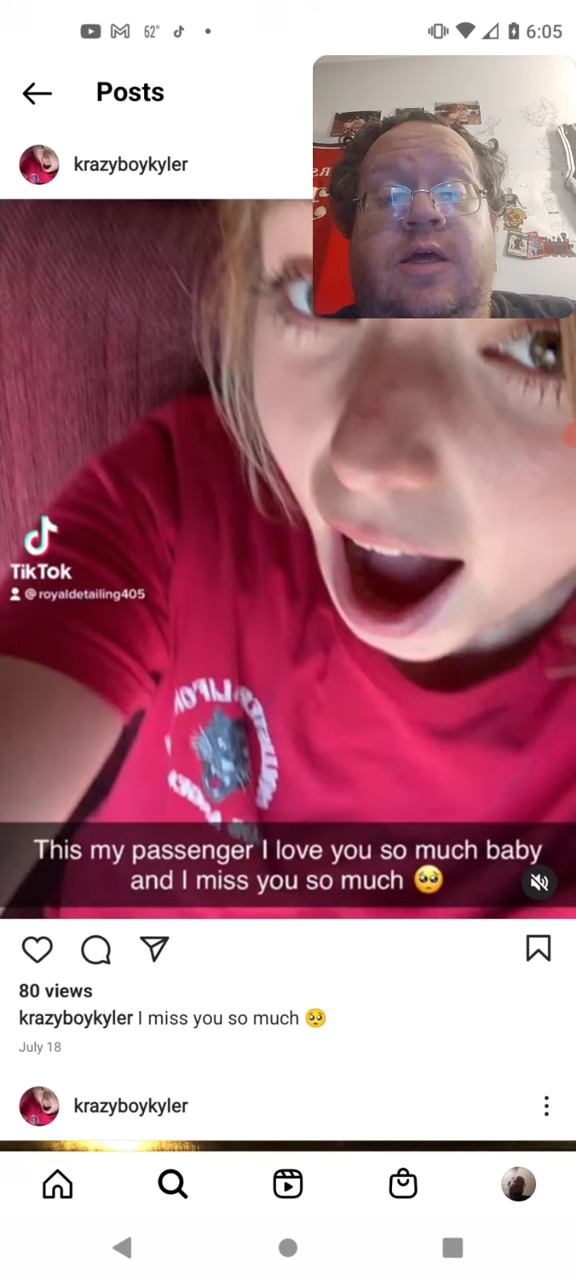 62°
6:05
Posts
krazyboykyler
TikTok
@royaldetailing405
This my passenger I love you so much baby
and I miss you so much 🥺
80 views
krazyboykyler I miss you so much 🥺
July 18
krazyboykyler